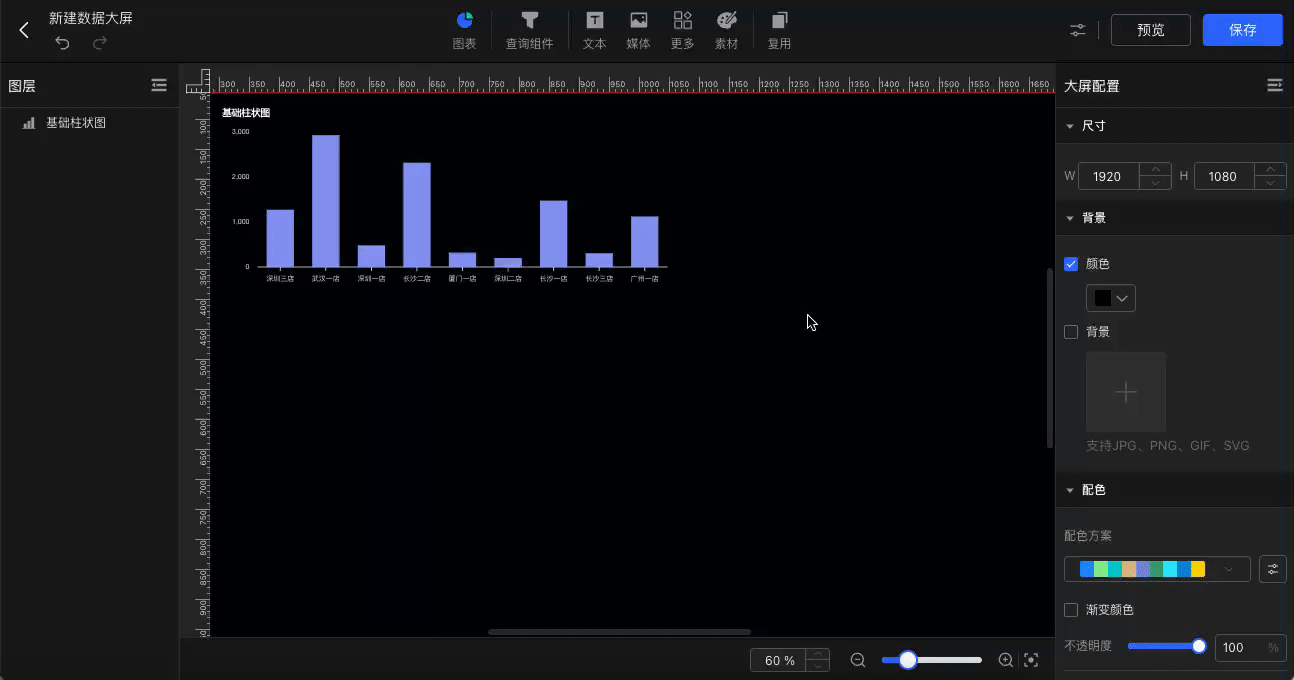 新建数据大屏
图表 查询组件 文本 媒体 更多 素材 复用
预览 保存
图层
基础柱状图
300 350 400 450 500 550 600 650 700 750 800 850 900 950 1000 1050 1100 1150 1200 1250 1300 1350 1400 1450 1500 1550 1600 1650
50
100
150
200
250
300
350
400
450
500
550
600
650
700
750
800
850
900
基础柱状图
3,000
2,000
1,000
0
深圳三店 武汉一店 深圳一店 长沙二店 厦门一店 深圳二店 长沙一店 长沙三店 广州一店
60 %
大屏配置
尺寸
W 1920 H 1080
背景
颜色
背景
支持JPG、PNG、GIF、SVG
配色
配色方案
渐变颜色
不透明度 100 %